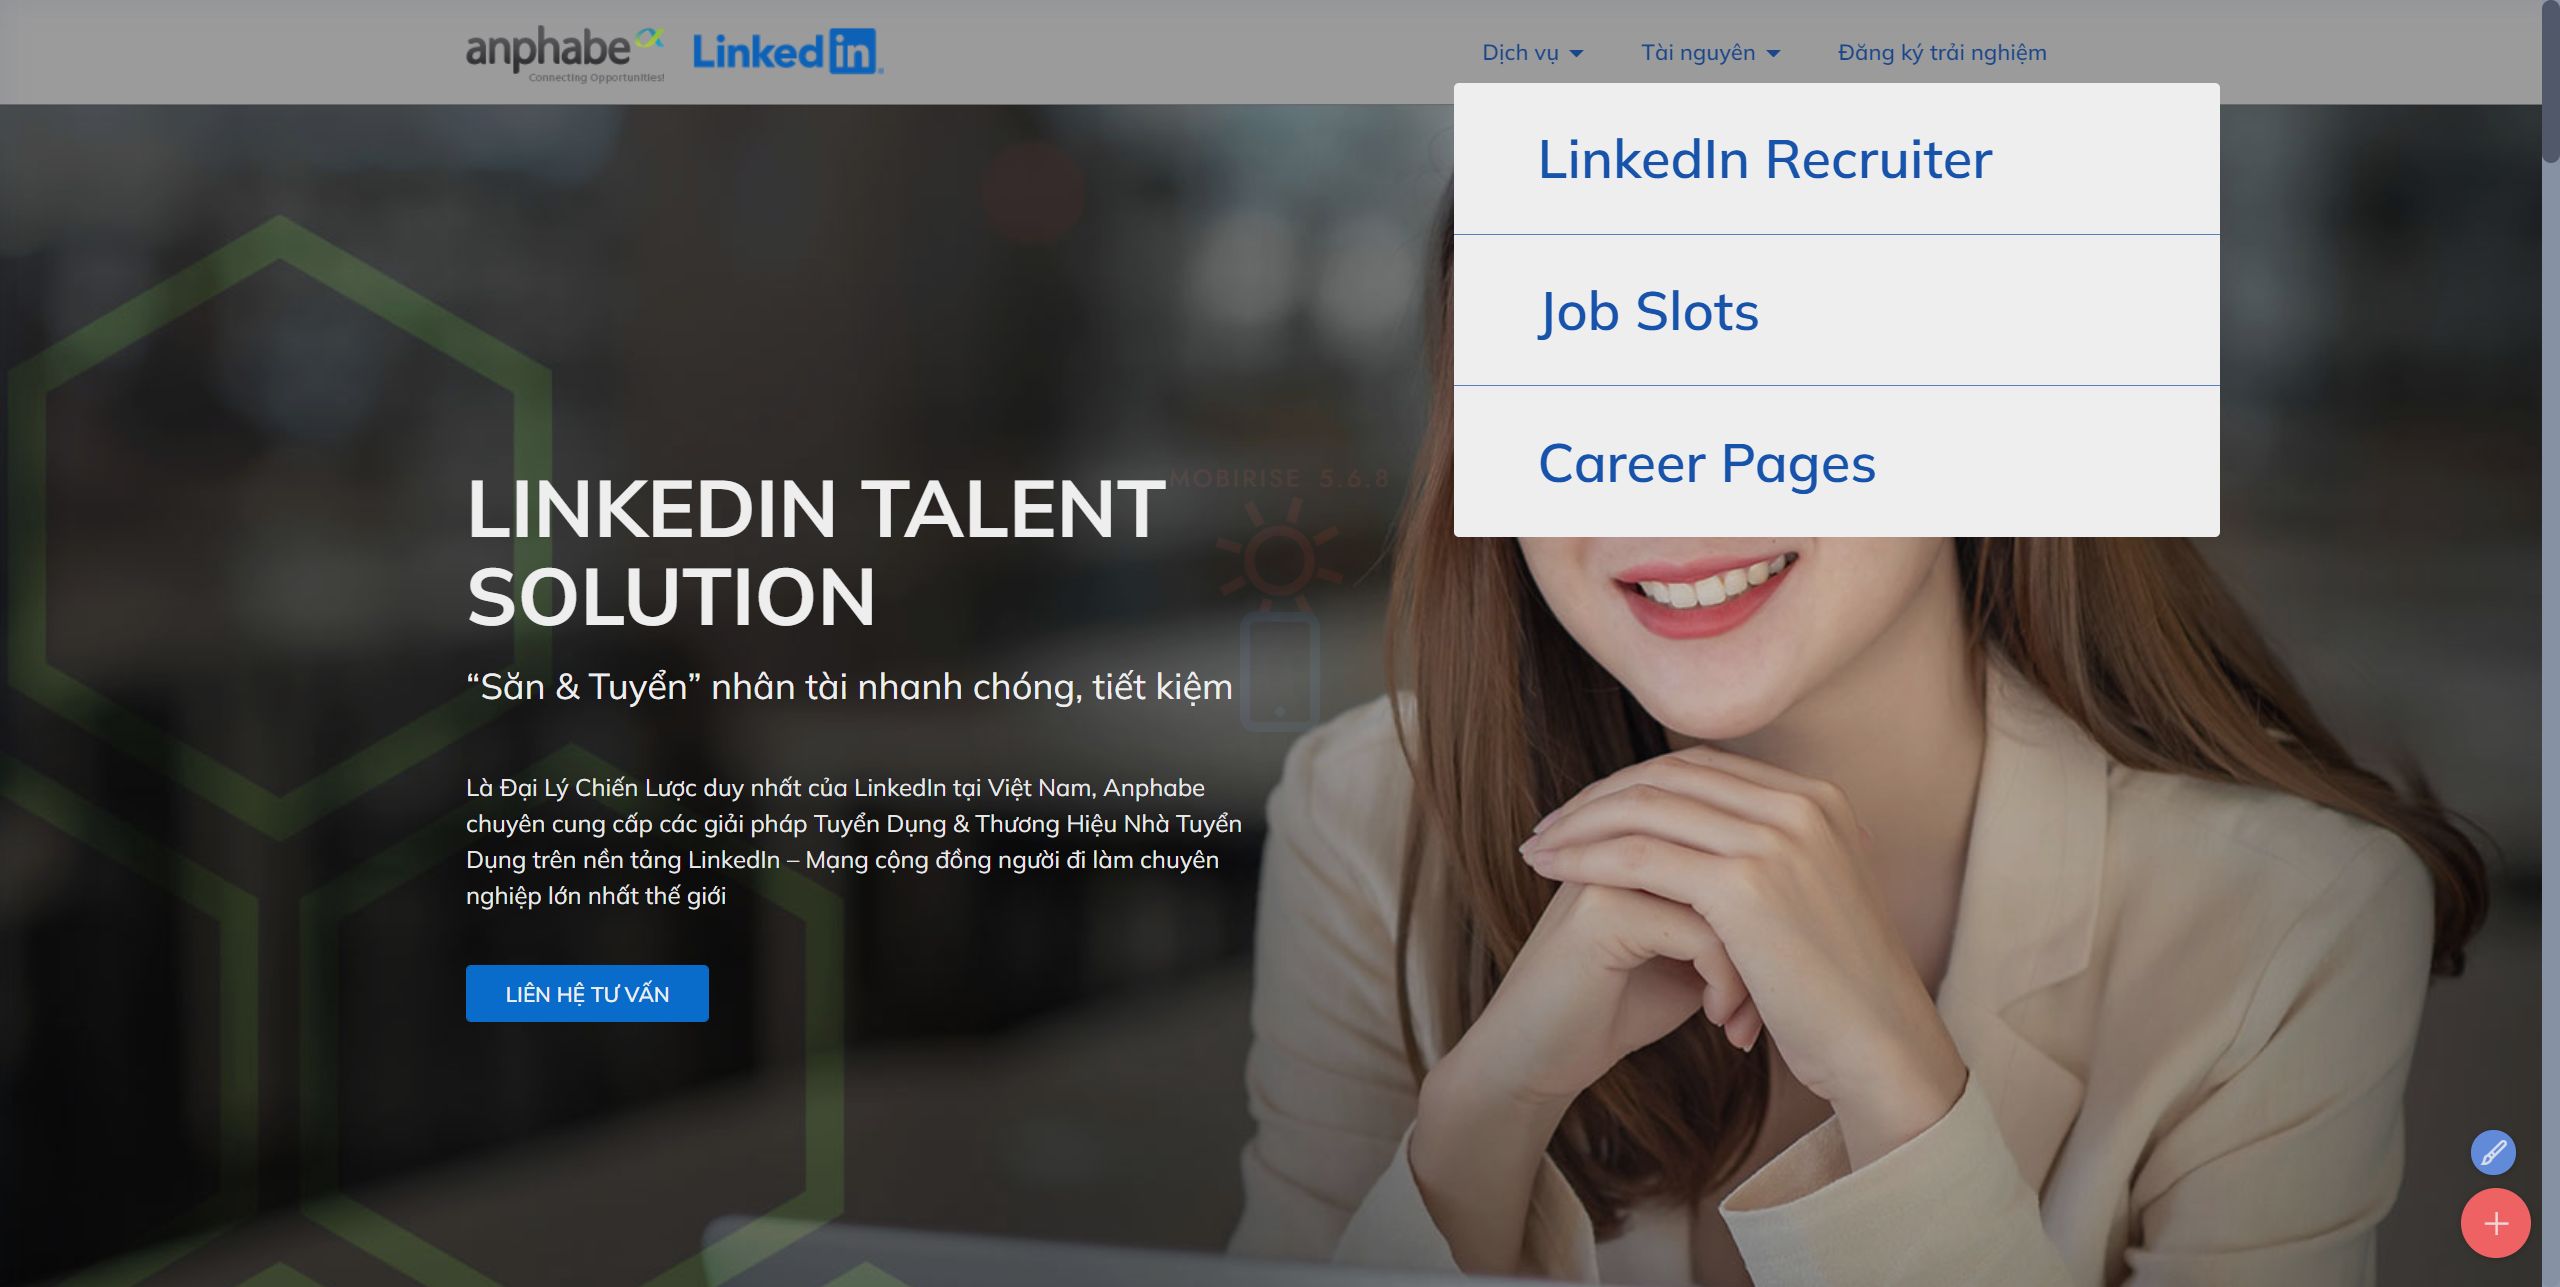 anphabe
Connecting Opportunities!
Linked in
Dịch vụ
Tài nguyên
Đăng ký trải nghiệm
LinkedIn Recruiter
Job Slots
Career Pages
MOBIRISE 5.6.8
LINKEDIN TALENT
SOLUTION
“Săn & Tuyển” nhân tài nhanh chóng, tiết kiệm
Là Đại Lý Chiến Lược duy nhất của LinkedIn tại Việt Nam, Anphabe
chuyên cung cấp các giải pháp Tuyển Dụng & Thương Hiệu Nhà Tuyển
Dụng trên nền tảng LinkedIn – Mạng cộng đồng người đi làm chuyên
nghiệp lớn nhất thế giới
LIÊN HỆ TƯ VẤN